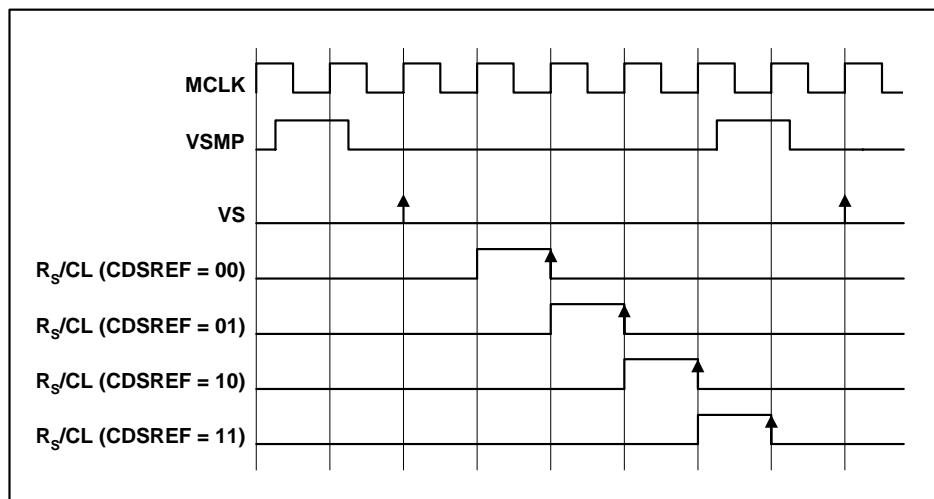 MCLK
VSMP
VS
RS/CL (CDSREF = 00)
RS/CL (CDSREF = 01)
RS/CL (CDSREF = 10)
RS/CL (CDSREF = 11)